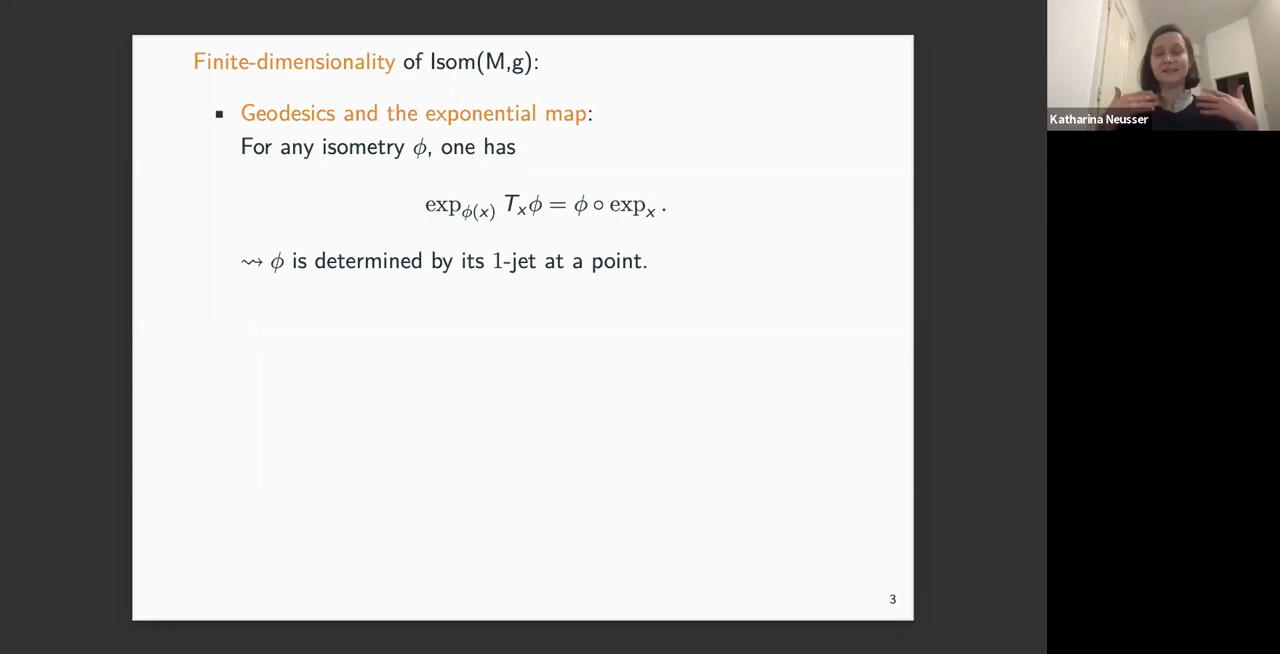 Finite-dimensionality of Isom(M,g):
▪ Geodesics and the exponential map:
For any isometry ϕ, one has
exp_{ϕ(x)} T_xϕ = ϕ ∘ exp_x .
⇝ ϕ is determined by its 1-jet at a point.
3
Katharina Neusser